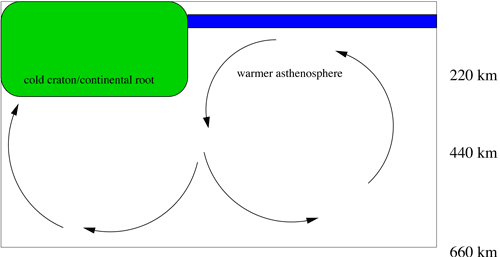 cold craton/continental root
warmer asthenosphere
220 km
440 km
660 km